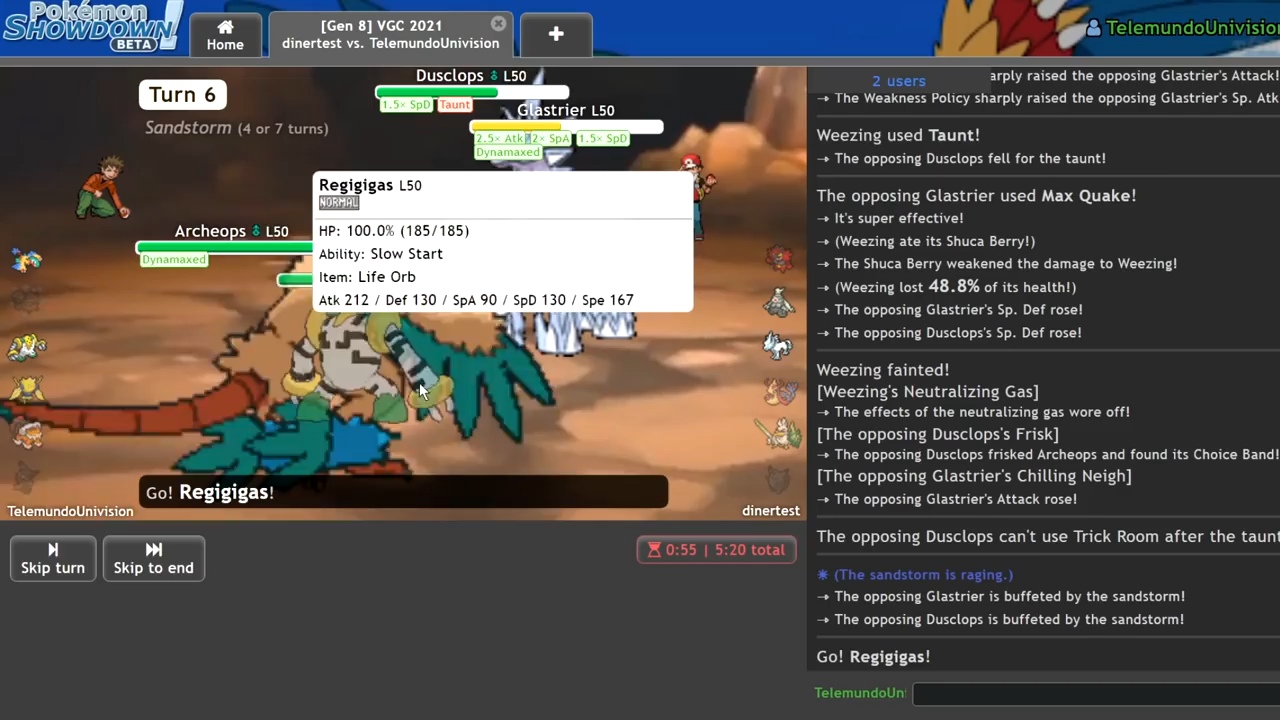 Pokémon
SHOWDOWN!
BETA
Home
[Gen 8] VGC 2021
dinertest vs. TelemundoUnivision
TelemundoUnivision
Turn 6
Sandstorm (4 or 7 turns)
Dusclops L50
1.5× SpD Taunt
Glastrier L50
2.5× Atk 2× SpA 1.5× SpD
Dynamaxed
Archeops L50
Dynamaxed
Regigigas L50
NORMAL
HP: 100.0% (185/185)
Ability: Slow Start
Item: Life Orb
Atk 212 / Def 130 / SpA 90 / SpD 130 / Spe 167
Go! Regigigas!
TelemundoUnivision
dinertest
Skip turn
Skip to end
0:55 | 5:20 total
2 users
arply raised the opposing Glastrier's Attack!
→ The Weakness Policy sharply raised the opposing Glastrier's Sp. Atk
Weezing used Taunt!
→ The opposing Dusclops fell for the taunt!
The opposing Glastrier used Max Quake!
→ It's super effective!
→ (Weezing ate its Shuca Berry!)
→ The Shuca Berry weakened the damage to Weezing!
→ (Weezing lost 48.8% of its health!)
→ The opposing Glastrier's Sp. Def rose!
→ The opposing Dusclops's Sp. Def rose!
Weezing fainted!
[Weezing's Neutralizing Gas]
→ The effects of the neutralizing gas wore off!
[The opposing Dusclops's Frisk]
→ The opposing Dusclops frisked Archeops and found its Choice Band!
[The opposing Glastrier's Chilling Neigh]
→ The opposing Glastrier's Attack rose!
The opposing Dusclops can't use Trick Room after the taunt
(The sandstorm is raging.)
→ The opposing Glastrier is buffeted by the sandstorm!
→ The opposing Dusclops is buffeted by the sandstorm!
Go! Regigigas!
TelemundoUn